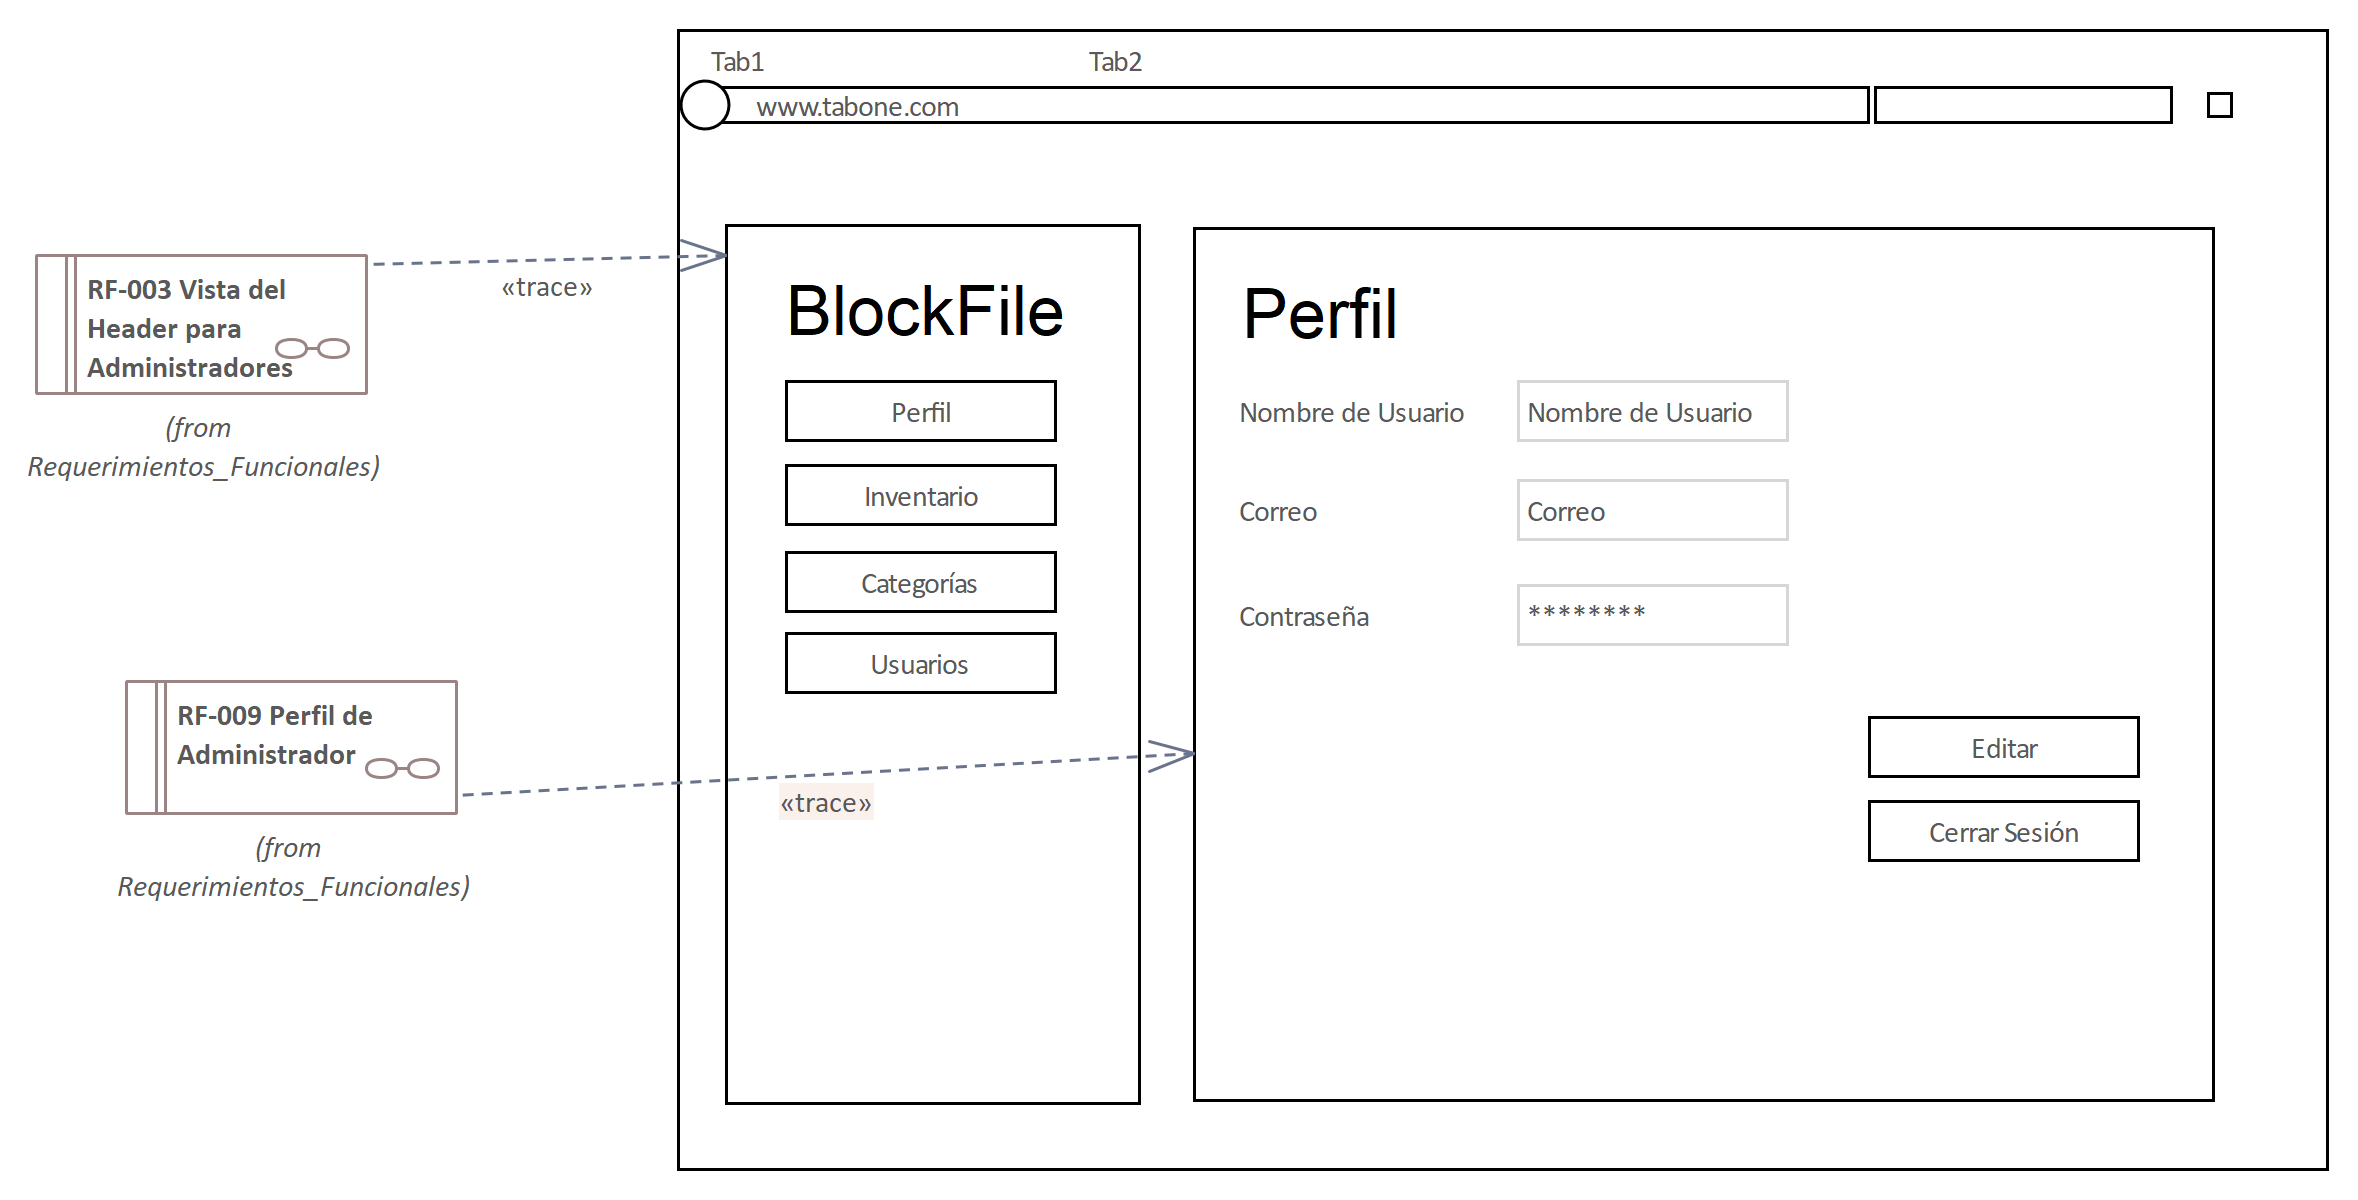 Tab1
Tab2
www.tabone.com
RF-003 Vista del
Header para
Administradores
(from
Requerimientos_Funcionales)
«trace»
RF-009 Perfil de
Administrador
(from
Requerimientos_Funcionales)
«trace»
BlockFile
Perfil
Inventario
Categorías
Usuarios
Perfil
Nombre de Usuario
Nombre de Usuario
Correo
Correo
Contraseña
********
Editar
Cerrar Sesión